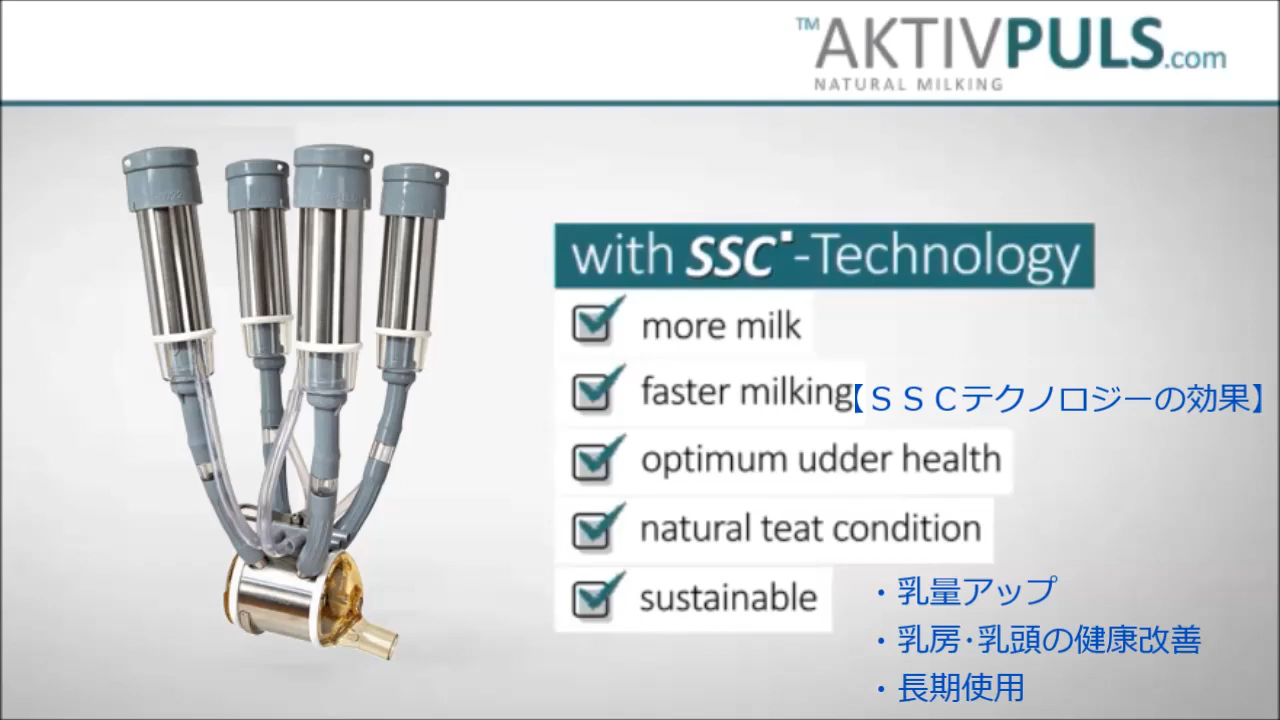 ™AKTIVPULS.com
NATURAL MILKING
with SSC-Technology
more milk
faster milking
【ＳＳＣテクノロジーの効果】
optimum udder health
natural teat condition
sustainable
・乳量アップ
・乳房･乳頭の健康改善
・長期使用